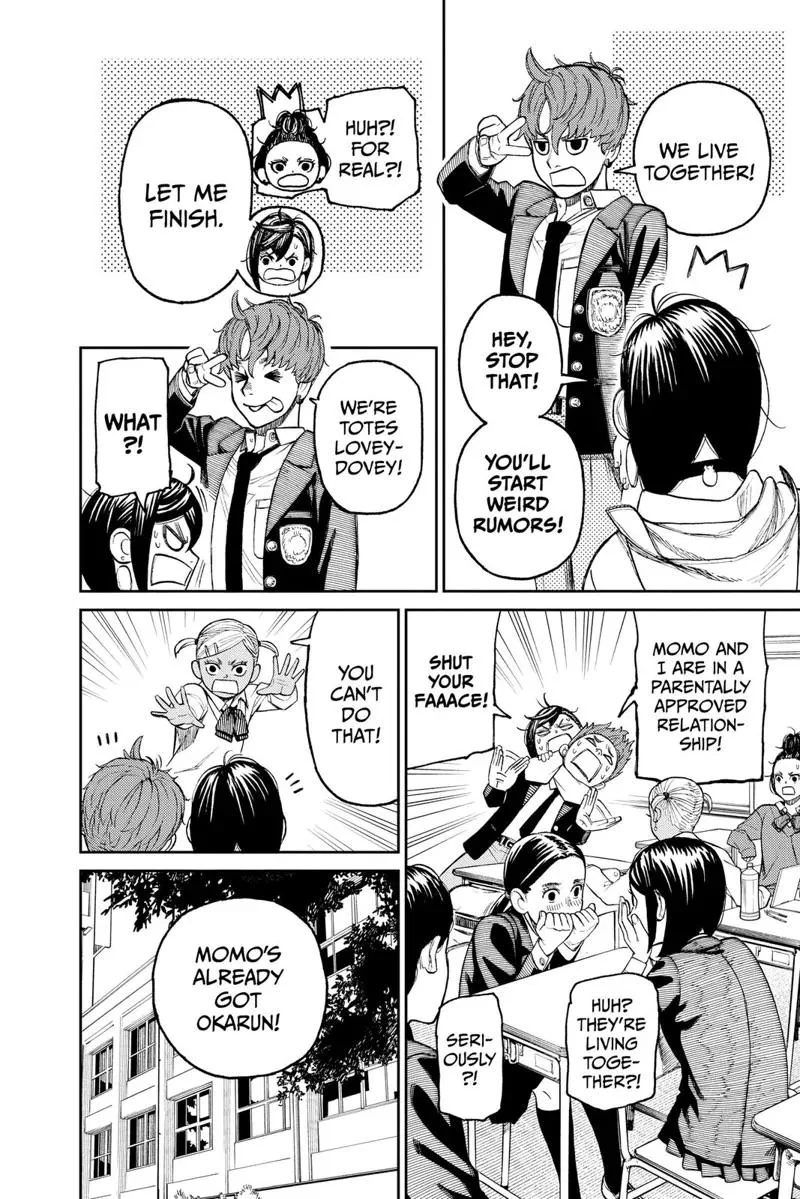 WE LIVE
TOGETHER!
HEY,
STOP
THAT!
YOU'LL
START
WEIRD
RUMORS!
HUH?!
FOR
REAL?!
LET ME
FINISH.
WE'RE
TOTES
LOVEY-
DOVEY!
WHAT
?!
MOMO AND
I ARE IN A
PARENTALLY
APPROVED
RELATION-
SHIP!
SHUT
YOUR
FAAACE!
HUH?
THEY'RE
LIVING
TOGE-
THER?!
SERI-
OUSLY
?!
YOU
CAN'T
DO
THAT!
MOMO'S
ALREADY
GOT
OKARUN!